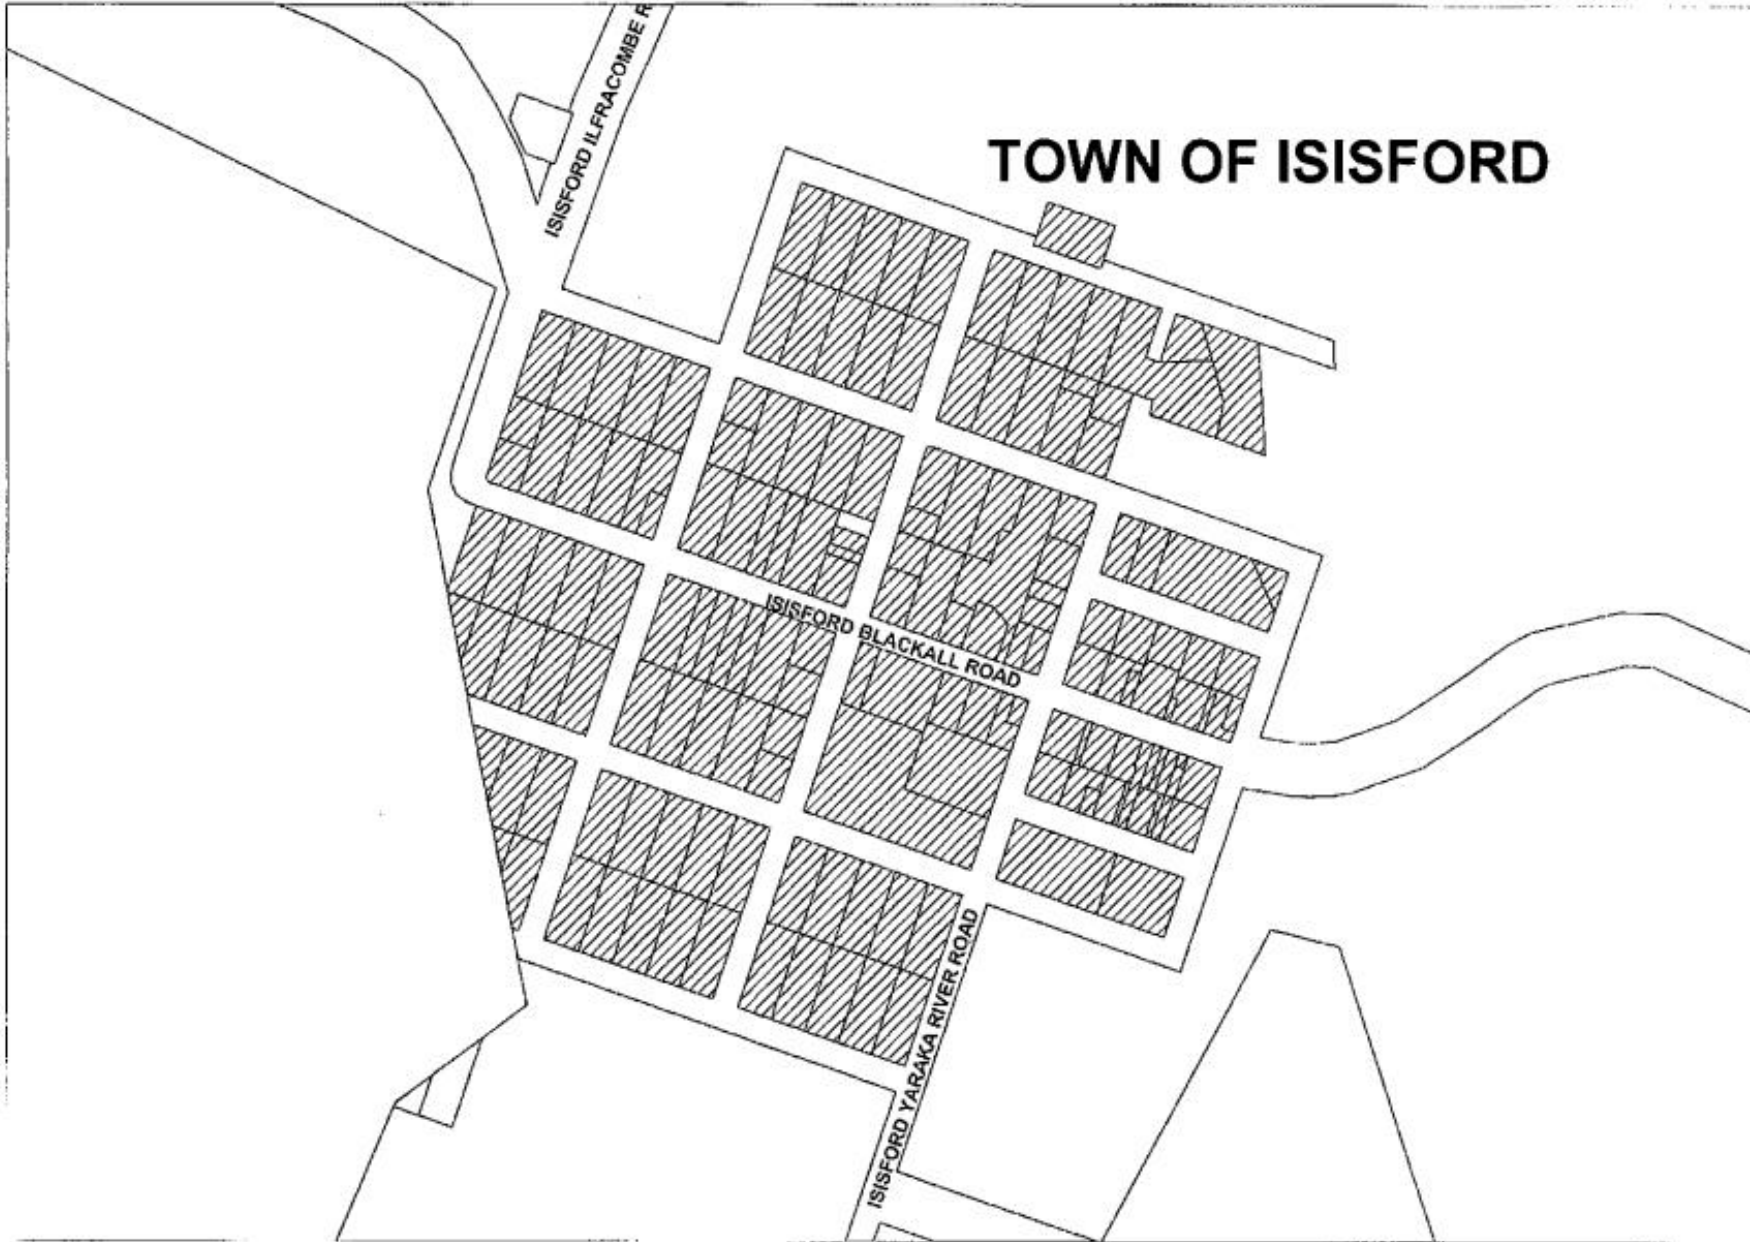 TOWN OF ISISFORD
ISISFORD ILFRACOMBE R
ISISFORD BLACKALL ROAD
ISISFORD YARAKA RIVER ROAD